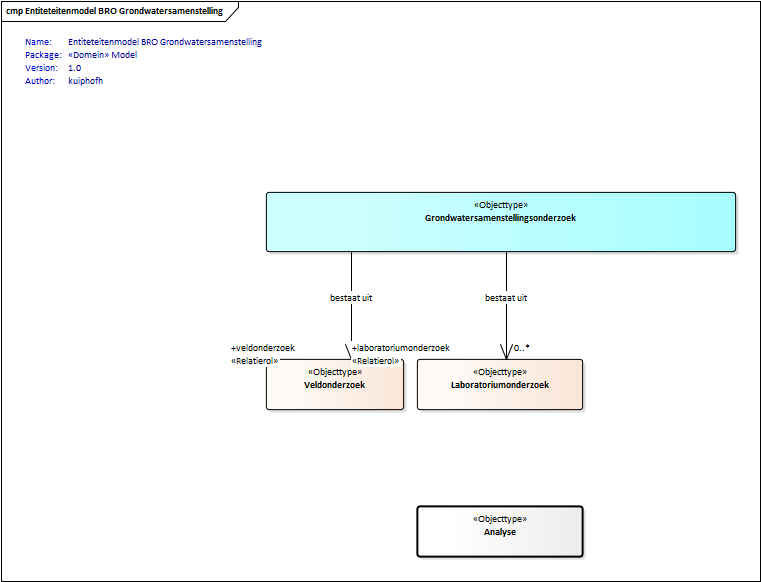 cmp Entiteteitenmodel BRO Grondwatersamenstelling
Name: Entiteteitenmodel BRO Grondwatersamenstelling
Package: «Domein» Model
Version: 1.0
Author: kuiphofh
«Objecttype»
Grondwatersamenstellingsonderzoek
bestaat uit
bestaat uit
+veldonderzoek
«Relatierol»
+laboratoriumonderzoek
«Relatierol»
0..*
«Objecttype»
Veldonderzoek
«Objecttype»
Laboratoriumonderzoek
«Objecttype»
Analyse